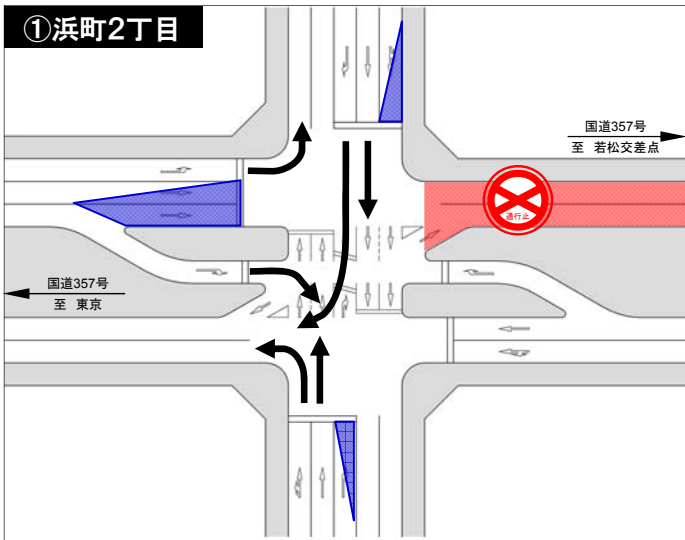 ①浜町2丁目
国道357号
至 若松交差点
通行止
国道357号
至 東京